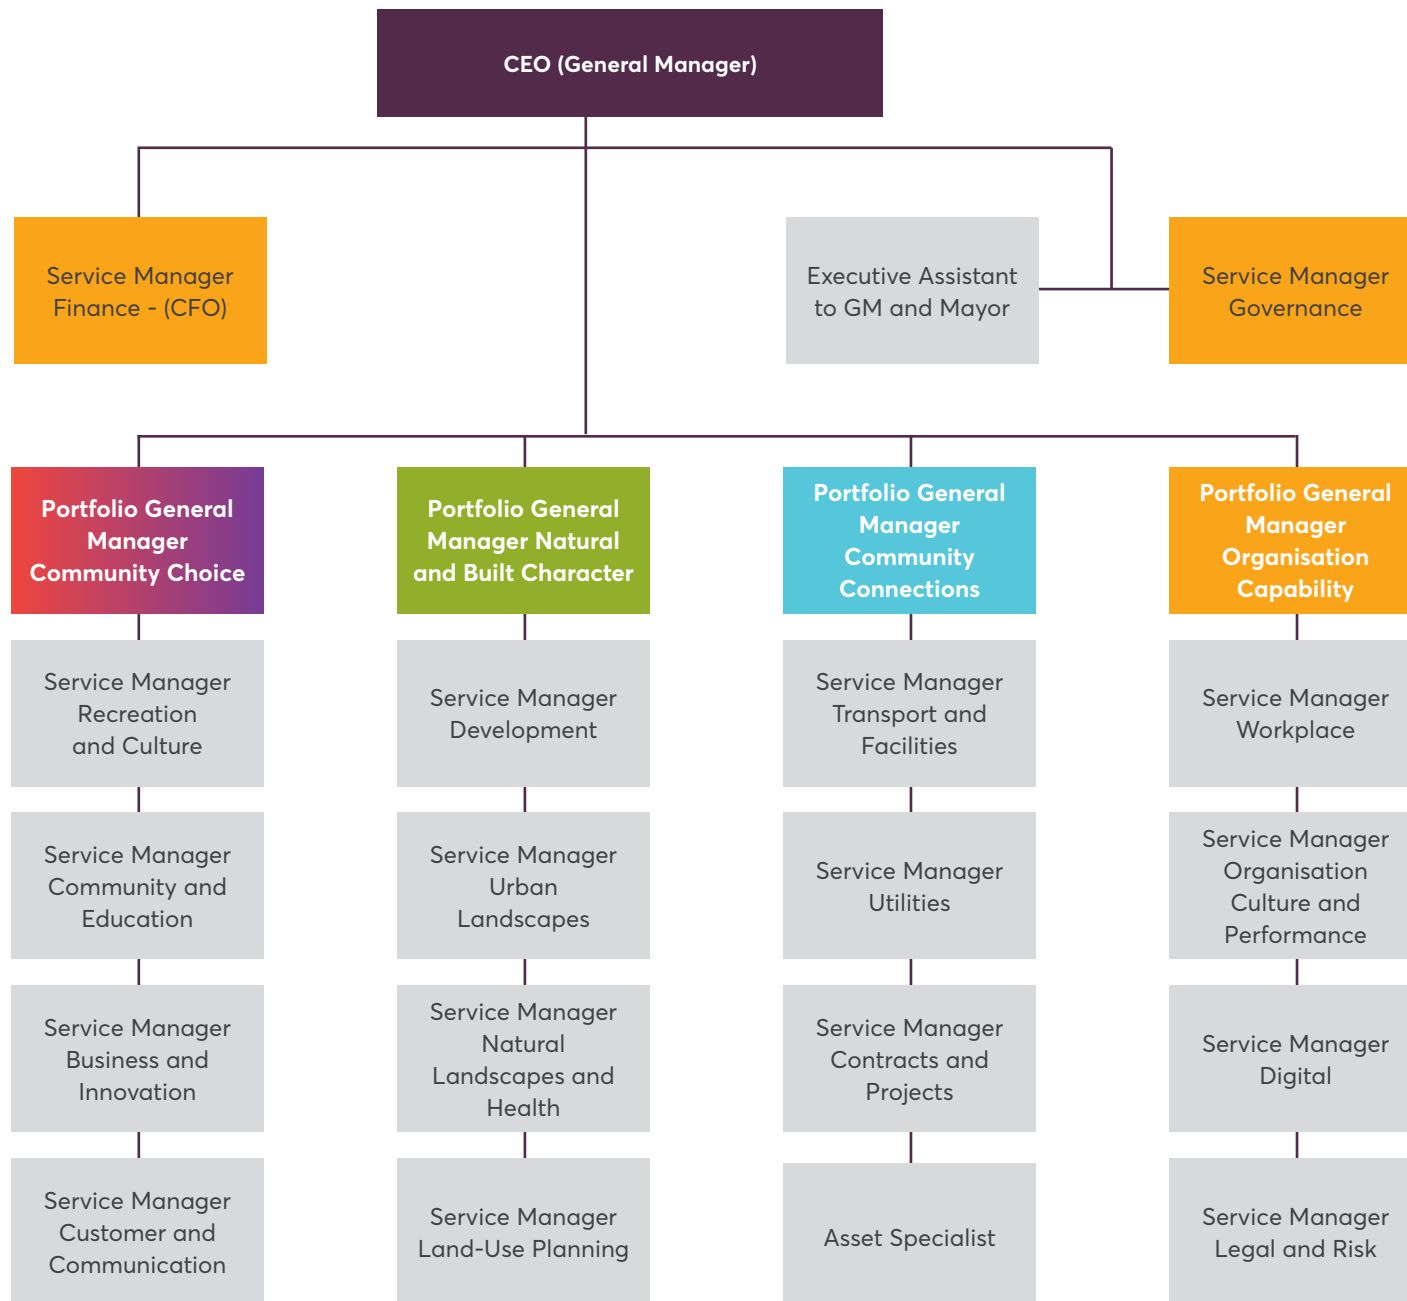 CEO (General Manager)
Service Manager
Finance - (CFO)
Executive Assistant
to GM and Mayor
Service Manager
Governance
Portfolio General
Manager
Community Choice
Portfolio General
Manager Natural
and Built Character
Portfolio General
Manager
Community
Connections
Portfolio General
Manager
Organisation
Capability
Service Manager
Recreation
and Culture
Service Manager
Development
Service Manager
Transport and
Facilities
Service Manager
Workplace
Service Manager
Community and
Education
Service Manager
Urban
Landscapes
Service Manager
Utilities
Service Manager
Organisation
Culture and
Performance
Service Manager
Business and
Innovation
Service Manager
Natural
Landscapes and
Health
Service Manager
Contracts and
Projects
Service Manager
Digital
Service Manager
Customer and
Communication
Service Manager
Land-Use Planning
Asset Specialist
Service Manager
Legal and Risk